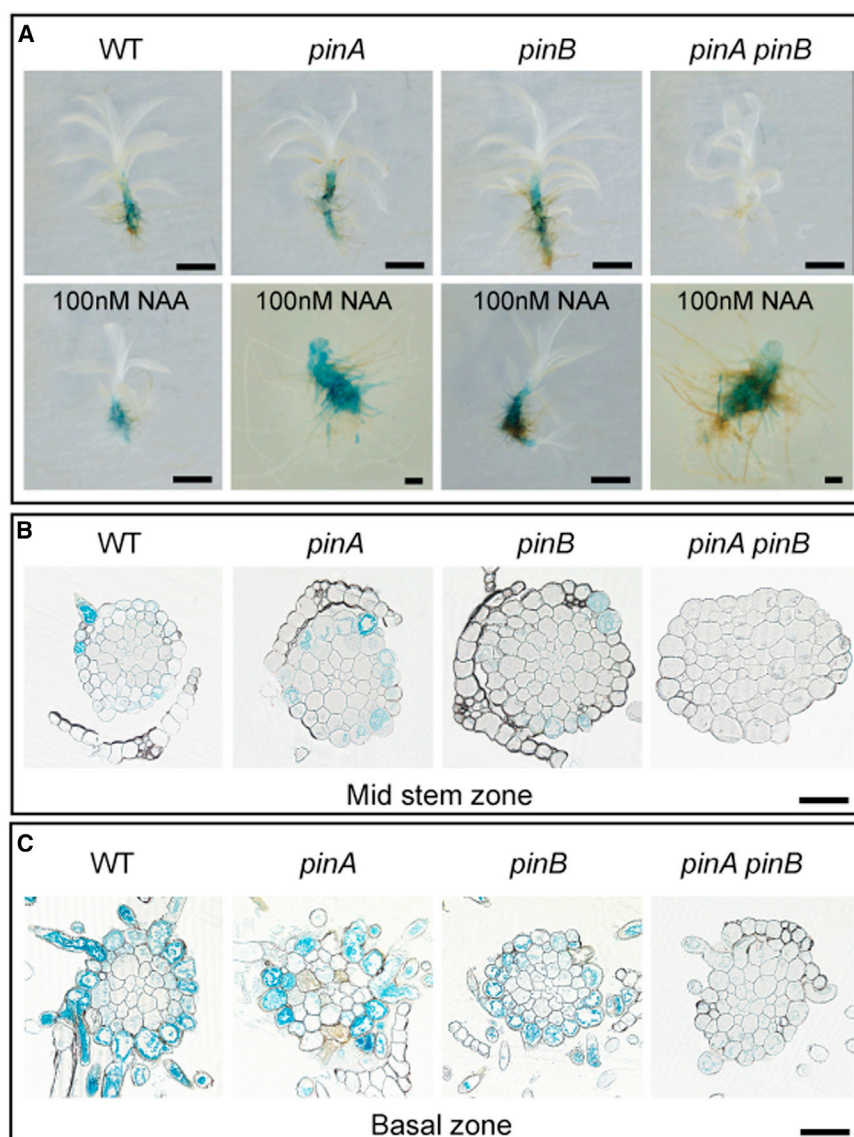 A
WT pinA pinB pinA pinB
100nM NAA 100nM NAA 100nM NAA 100nM NAA
B
WT pinA pinB pinA pinB
Mid stem zone
C
WT pinA pinB pinA pinB
Basal zone